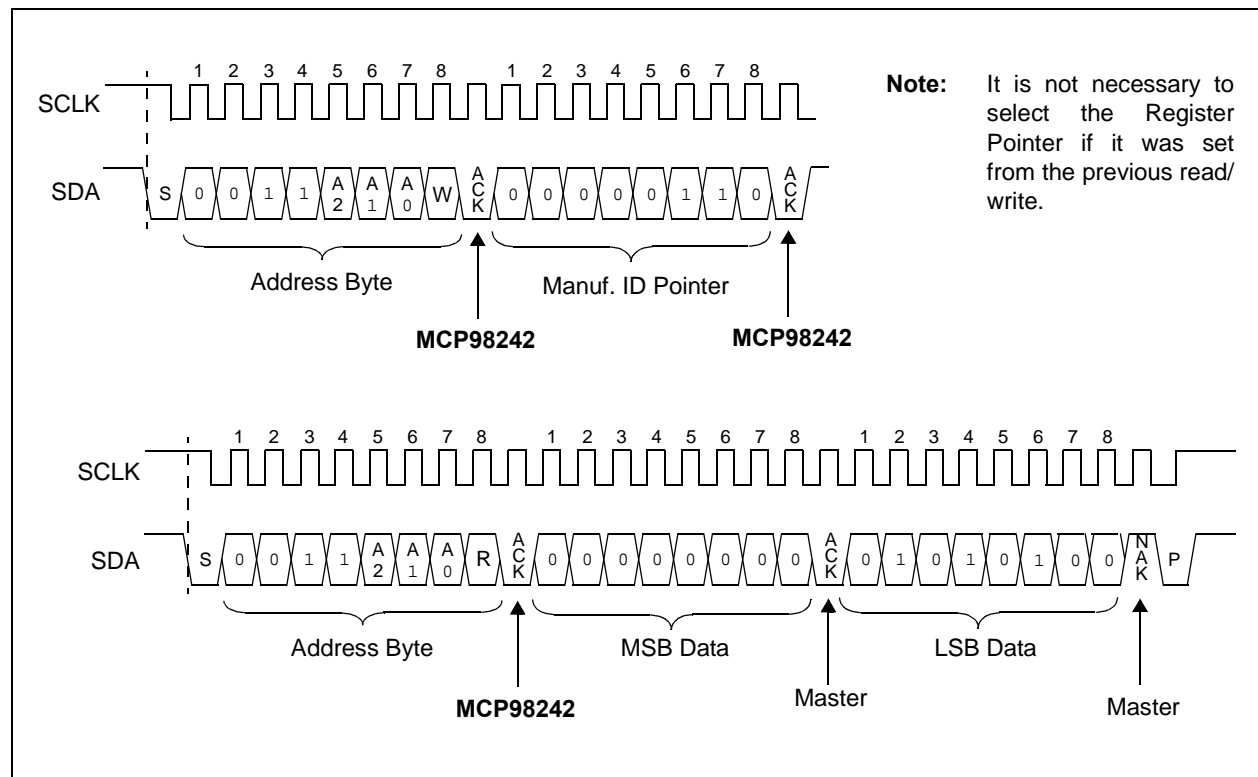 1 2 3 4 5 6 7 8 1 2 3 4 5 6 7 8
SCLK
SDA
S 0 0 1 1 A2 A1 A0 W ACK 0 0 0 0 0 1 1 0 ACK
Address Byte Manuf. ID Pointer
MCP98242 MCP98242
Note: It is not necessary to
select the Register
Pointer if it was set
from the previous read/
write.
1 2 3 4 5 6 7 8 1 2 3 4 5 6 7 8 1 2 3 4 5 6 7 8
SCLK
SDA
S 0 0 1 1 A2 A1 A0 R ACK 0 0 0 0 0 0 0 0 ACK 0 1 0 1 0 1 0 0 NAK P
Address Byte MSB Data LSB Data
MCP98242 Master Master